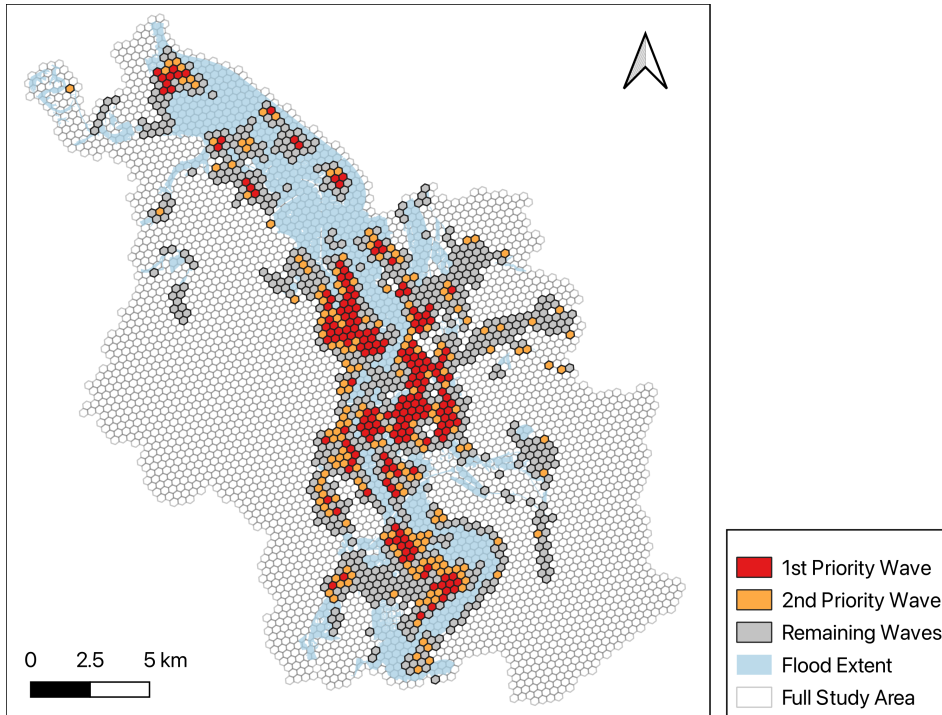 0 2.5 5 km
1st Priority Wave
2nd Priority Wave
Remaining Waves
Flood Extent
Full Study Area